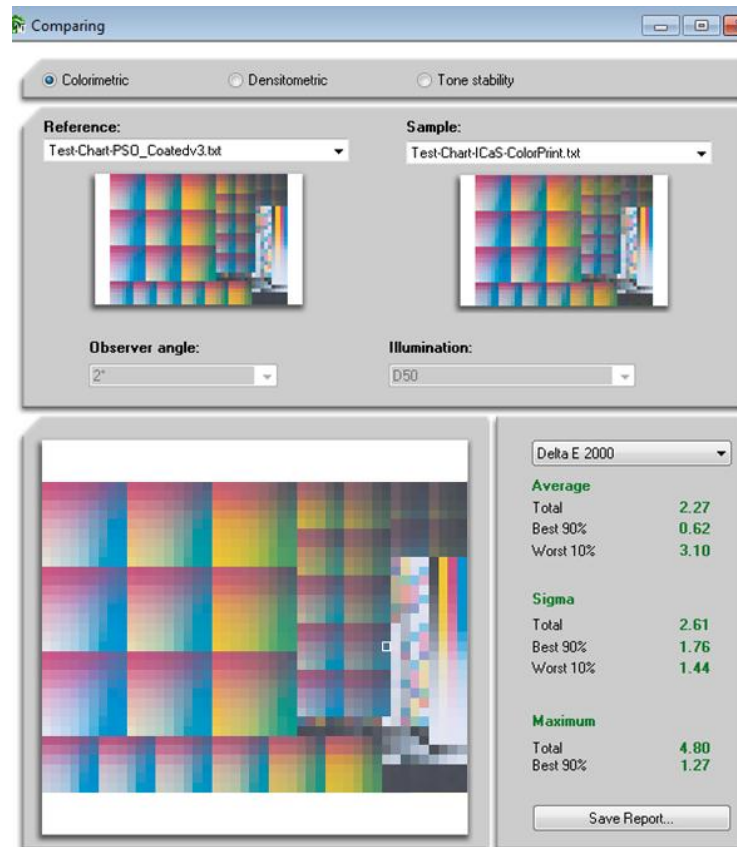 Comparing
Colorimetric Densitometric Tone stability
Reference: Sample:
Test-Chart-PSO_Coatedv3.txt Test-Chart-ICaS-ColorPrint.txt
Observer angle: Illumination:
2° D50
Delta E 2000
Average
Total 2.27
Best 90% 0.62
Worst 10% 3.10
Sigma
Total 2.61
Best 90% 1.76
Worst 10% 1.44
Maximum
Total 4.80
Best 90% 1.27
Save Report...